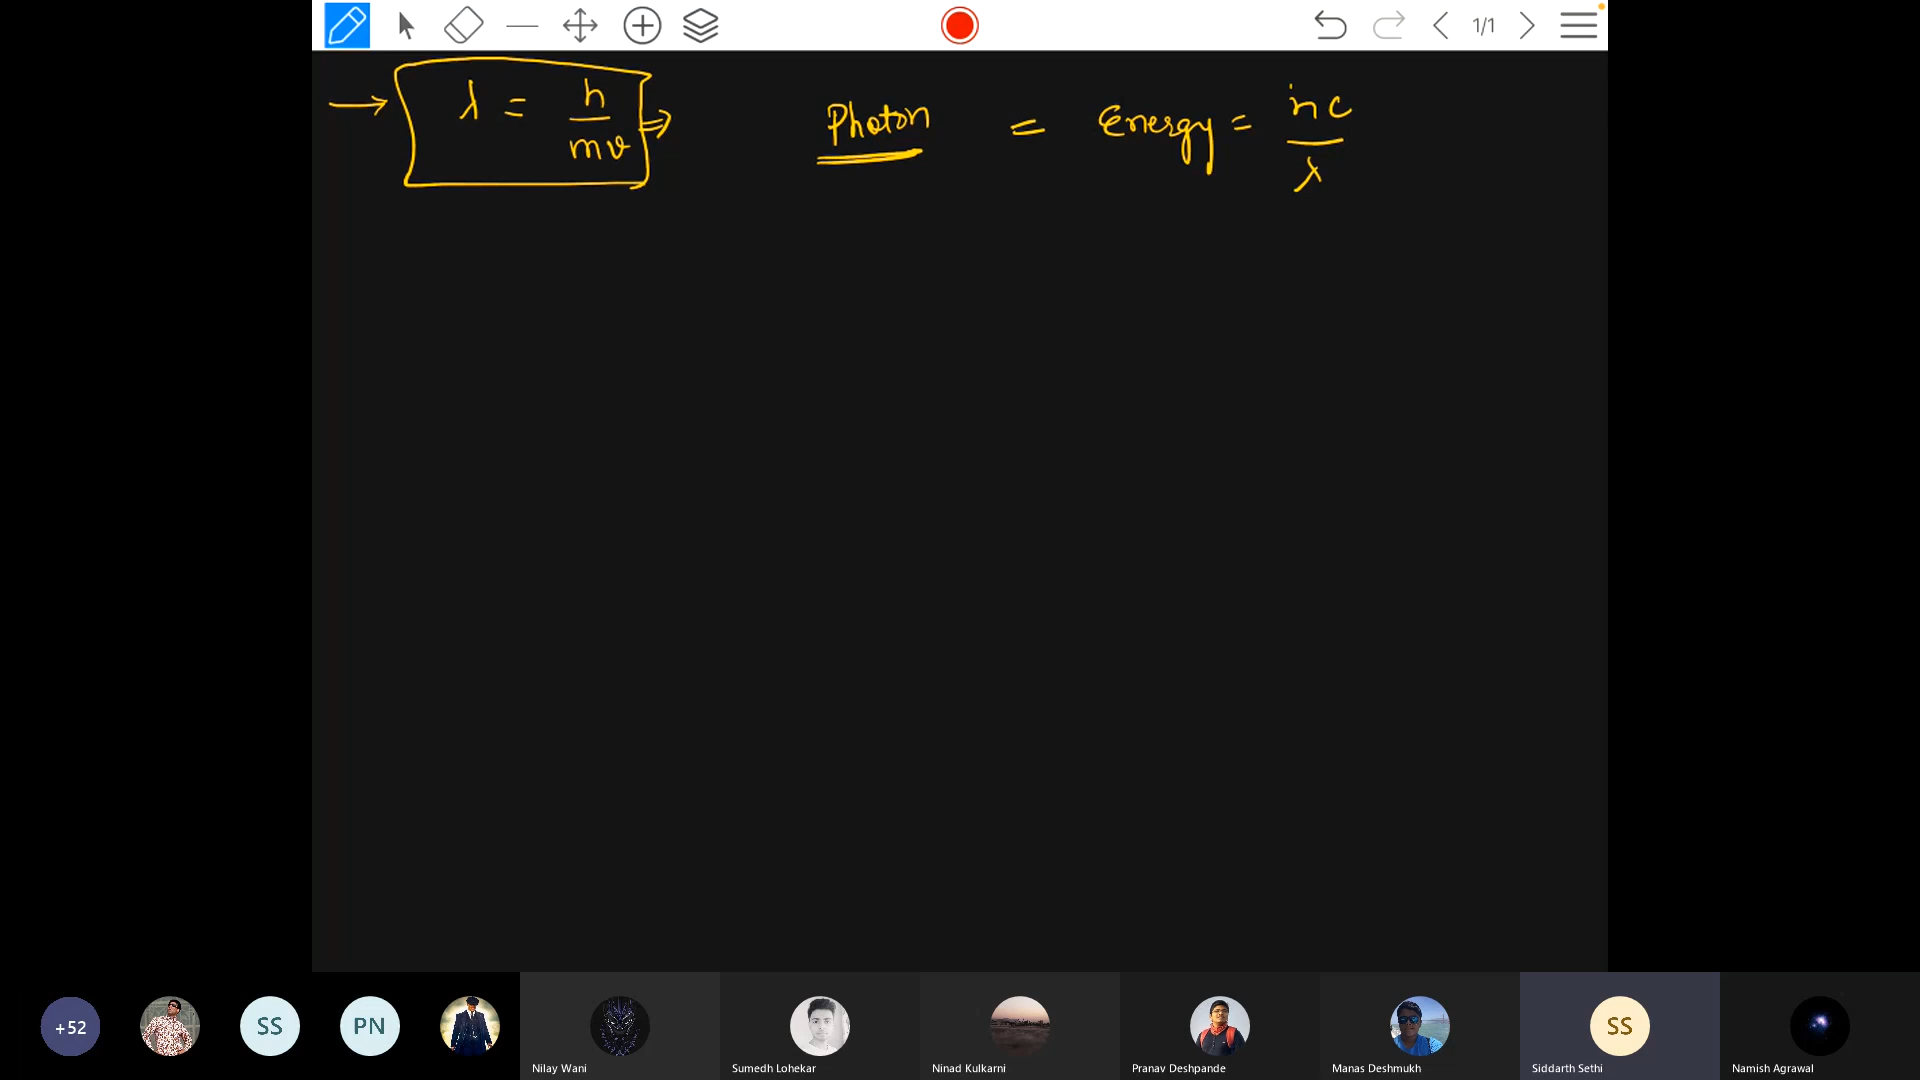 1/1
→ λ = h/mv ⇒ Photon = Energy = hc/λ
+52 SS PN SS
Nilay Wani Sumedh Lohekar Ninad Kulkarni Pranav Deshpande Manas Deshmukh Siddarth Sethi Namish Agrawal